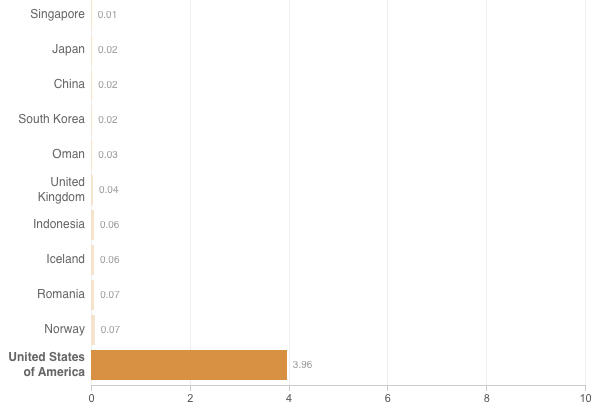 Singapore 0.01
Japan 0.02
China 0.02
South Korea 0.02
Oman 0.03
United
Kingdom 0.04
Indonesia 0.06
Iceland 0.06
Romania 0.07
Norway 0.07
United States
of America 3.96
0 2 4 6 8 10